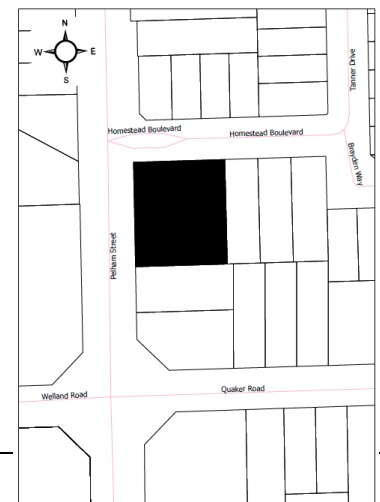 N
W E
S
Tanner Drive
Homestead Boulevard
Homestead Boulevard
Brayden Way
Pelham Street
Quaker Road
Welland Road